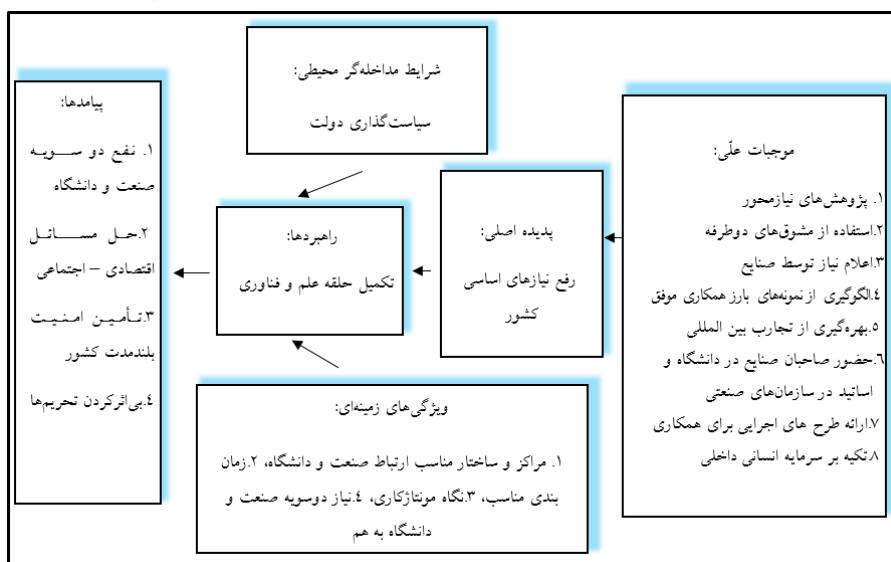 شرایط مداخله‌گر محیطی:
سیاست‌گذاری دولت
موجبات علّی:
۱. پژوهش‌های نیازمحور
۲.استفاده از مشوق‌های دوطرفه
۳.اعلام نیاز توسط صنایع
۴.الگوگیری از نمونه‌های بارز همکاری موفق
۵.بهره‌گیری از تجارب بین المللی
۶.حضور صاحبان صنایع در دانشگاه و
اساتید در سازمان‌های صنعتی
۷.ارائه طرح های اجرایی برای همکاری
۸.تکیه بر سرمایه انسانی داخلی
پدیده اصلی:
رفع نیازهای اساسی
کشور
راهبردها:
تکمیل حلقه علم و فناوری
ویژگی‌های زمینه‌ای:
۱. مراکز و ساختار مناسب ارتباط صنعت و دانشگاه، ۲.زمان
بندی مناسب، ۳.نگاه مونتاژکاری، ۴.نیاز دوسویه صنعت و
دانشگاه به هم
پیامدها:
۱. نفع دو سـویـه
صنعت و دانشگاه
۲.حـل مسـائـل
اقتصادی – اجتماعی
۳.تـأمـین امـنـیـت
بلندمدت کشور
۴.بی‌اثرکردن تحریم‌ها